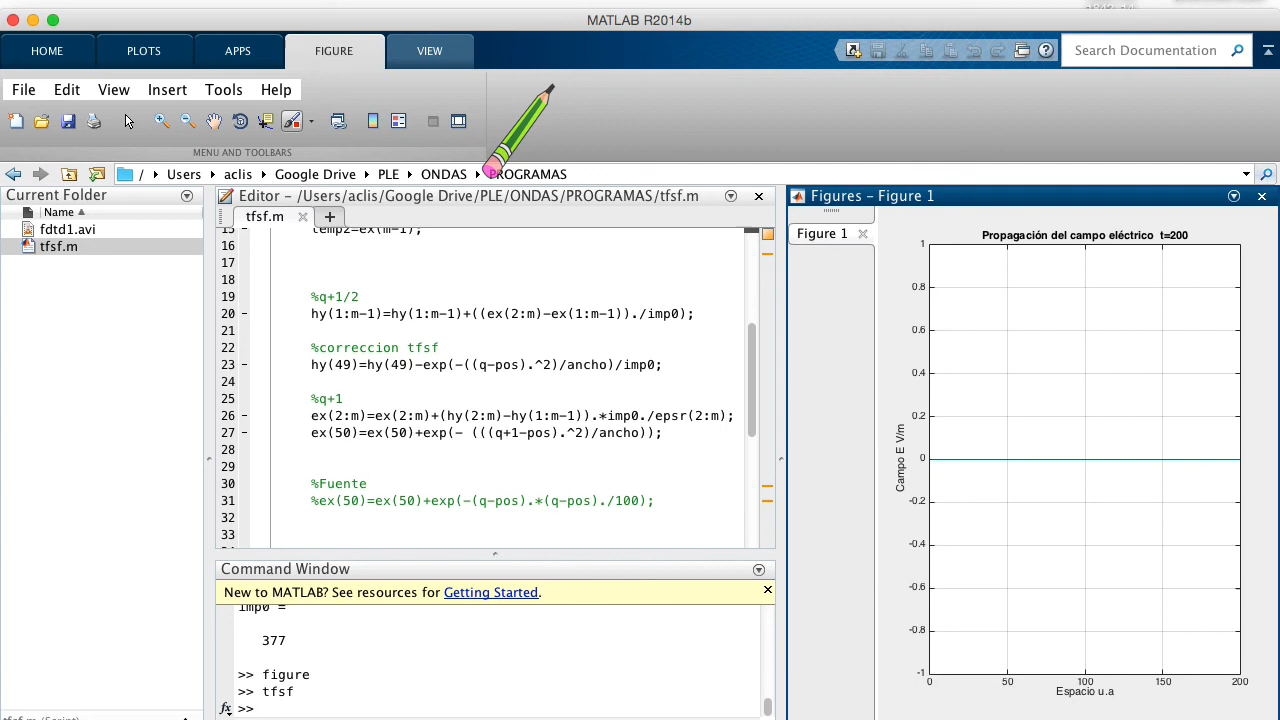 MATLAB R2014b
HOME PLOTS APPS FIGURE VIEW
Search Documentation
File Edit View Insert Tools Help
MENU AND TOOLBARS
/ Users aclis Google Drive PLE ONDAS PROGRAMAS
Current Folder
Name
fdtd1.avi
tfsf.m
Editor - /Users/aclis/Google Drive/PLE/ONDAS/PROGRAMAS/tfsf.m
tfsf.m
15 temp2=ex(m-1);
16
17
18
19 %q+1/2
20 hy(1:m-1)=hy(1:m-1)+((ex(2:m)-ex(1:m-1))./imp0);
21
22 %correccion tfsf
23 hy(49)=hy(49)-exp(-((q-pos).^2)/ancho)/imp0;
24
25 %q+1
26 ex(2:m)=ex(2:m)+(hy(2:m)-hy(1:m-1)).*imp0./epsr(2:m);
27 ex(50)=ex(50)+exp(- (((q+1-pos).^2)/ancho));
28
29
30 %Fuente
31 %ex(50)=ex(50)+exp(-(q-pos).*(q-pos)./100);
32
33
Command Window
New to MATLAB? See resources for Getting Started.
imp0 =
377
>> figure
>> tfsf
fx >>
tfsf.m (Script)
Figures - Figure 1
Figure 1
Propagación del campo eléctrico t=200
1
0.8
0.6
0.4
0.2
0
-0.2
-0.4
-0.6
-0.8
-1
Campo E V/m
0 50 100 150 200
Espacio u.a